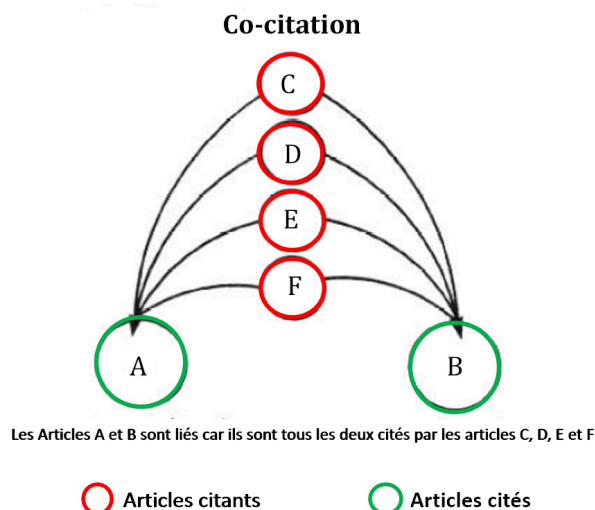 Co-citation
C
D
E
F
A
B
Les Articles A et B sont liés car ils sont tous les deux cités par les articles C, D, E et F
Articles citants
Articles cités